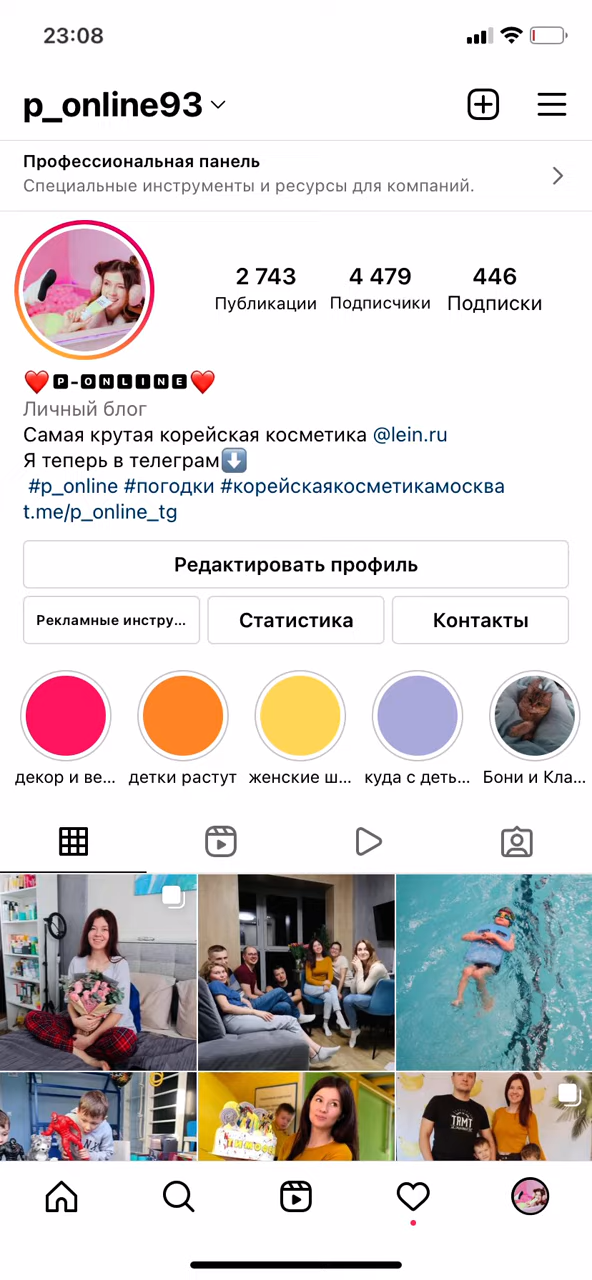 23:08
p_online93
Профессиональная панель
Специальные инструменты и ресурсы для компаний.
2 743 4 479 446
Публикации Подписчики Подписки
❤️🅿-🅾🅽🅻🅸🅽🅴❤️
Личный блог
Самая крутая корейская косметика @lein.ru
Я теперь в телеграм⬇️
#p_online #погодки #корейскаякосметикамосква
t.me/p_online_tg
Редактировать профиль
Рекламные инстру... Статистика Контакты
декор и ве... детки растут женские ш... куда с деть... Бони и Кла...